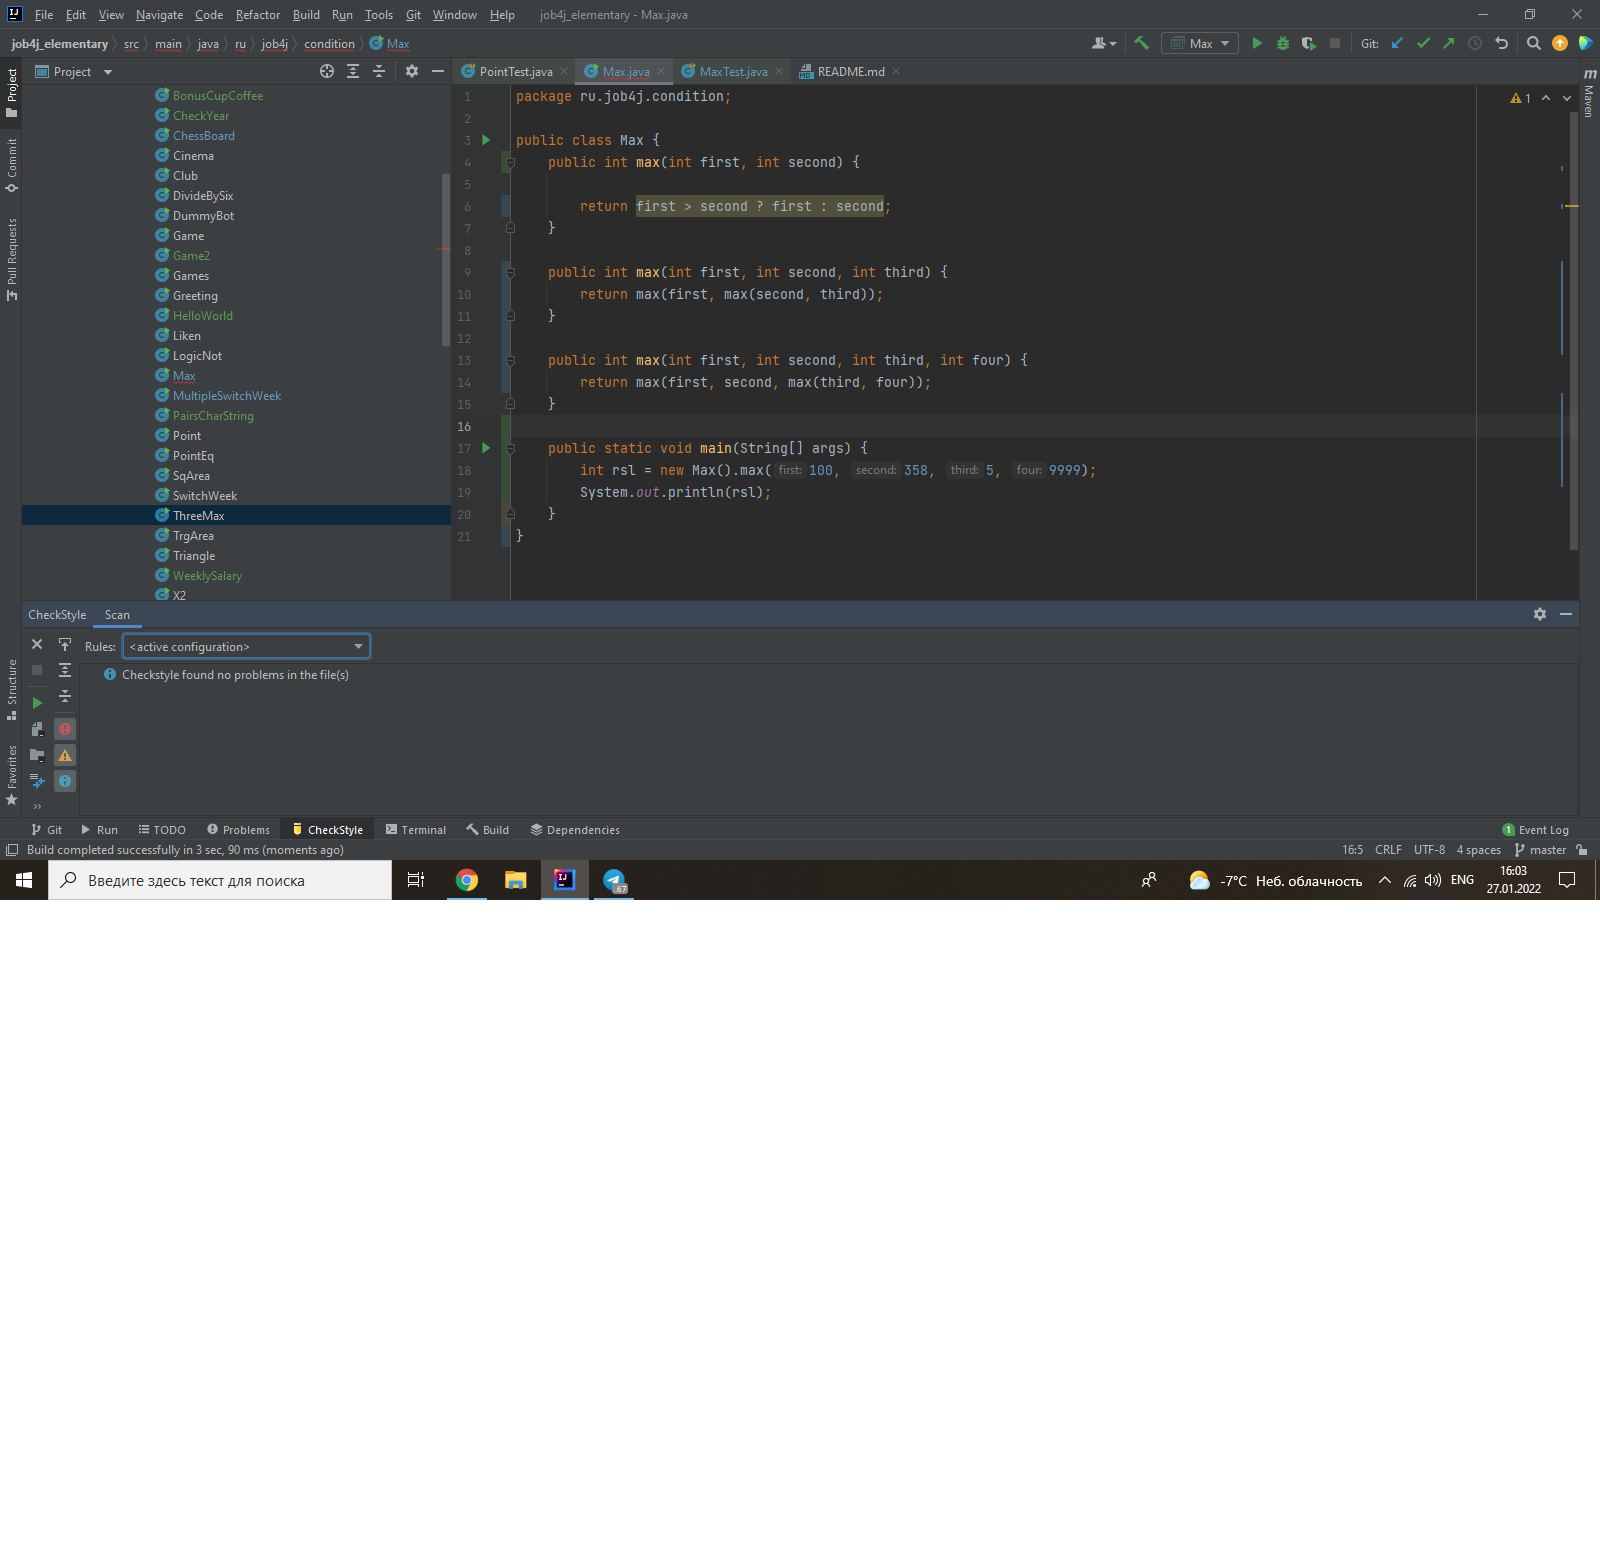 File Edit View Navigate Code Refactor Build Run Tools Git Window Help job4j_elementary - Max.java
job4j_elementary src main java ru job4j condition Max
Max
Git:
Project
PointTest.java Max.java MaxTest.java README.md
Project
Commit
Pull Requests
Structure
Favorites
Maven
BonusCupCoffee
CheckYear
ChessBoard
Cinema
Club
DivideBySix
DummyBot
Game
Game2
Games
Greeting
HelloWorld
Liken
LogicNot
Max
MultipleSwitchWeek
PairsCharString
Point
PointEq
SqArea
SwitchWeek
ThreeMax
TrgArea
Triangle
WeeklySalary
X2
1 package ru.job4j.condition;
1
2
3 public class Max {
4 public int max(int first, int second) {
5
6 return first > second ? first : second;
7 }
8
9 public int max(int first, int second, int third) {
10 return max(first, max(second, third));
11 }
12
13 public int max(int first, int second, int third, int four) {
14 return max(first, second, max(third, four));
15 }
16
17 public static void main(String[] args) {
18 int rsl = new Max().max( first: 100, second: 358, third: 5, four: 9999);
19 System.out.println(rsl);
20 }
21 }
CheckStyle Scan
Rules: <active configuration>
Checkstyle found no problems in the file(s)
Git Run TODO Problems CheckStyle Terminal Build Dependencies 1 Event Log
Build completed successfully in 3 sec, 90 ms (moments ago) 16:5 CRLF UTF-8 4 spaces master
Введите здесь текст для поиска
.67
-7°C Неб. облачность ENG
16:03
27.01.2022